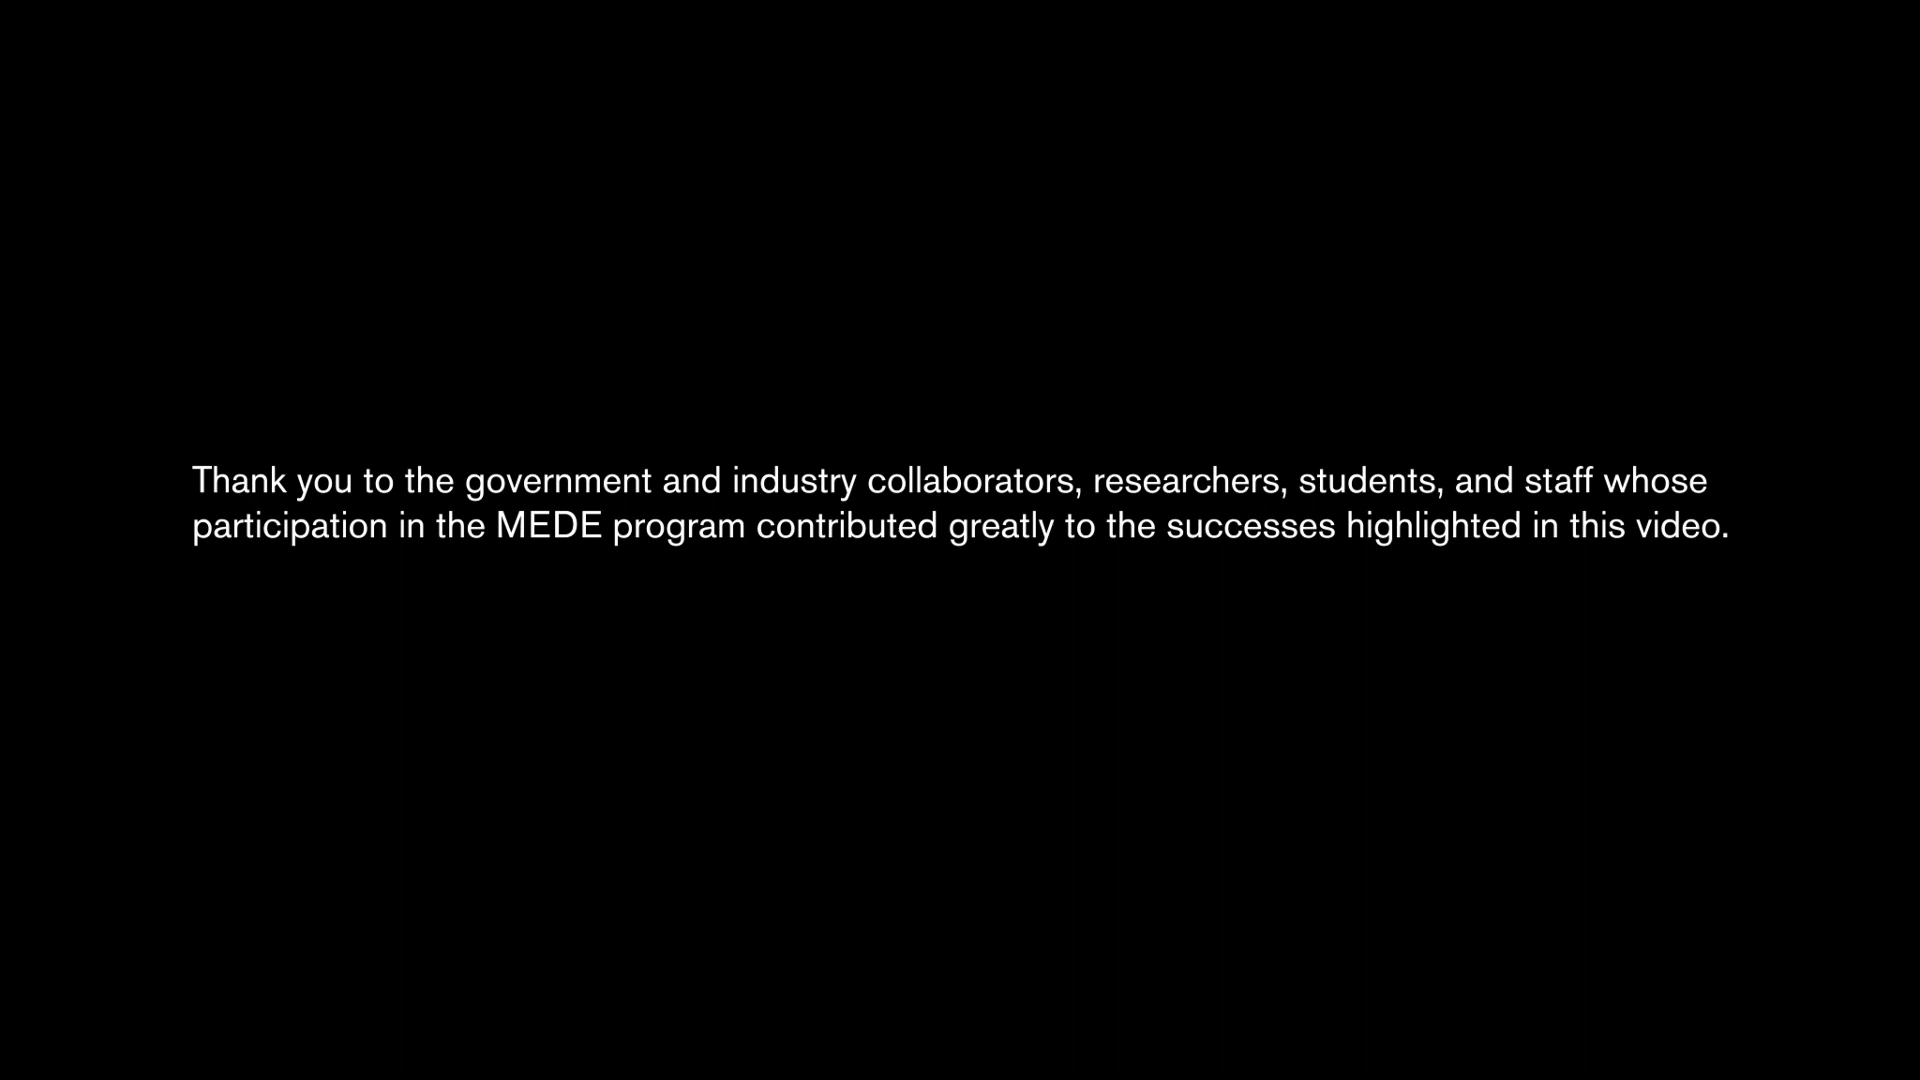 Thank you to the government and industry collaborators, researchers, students, and staff whose
participation in the MEDE program contributed greatly to the successes highlighted in this video.